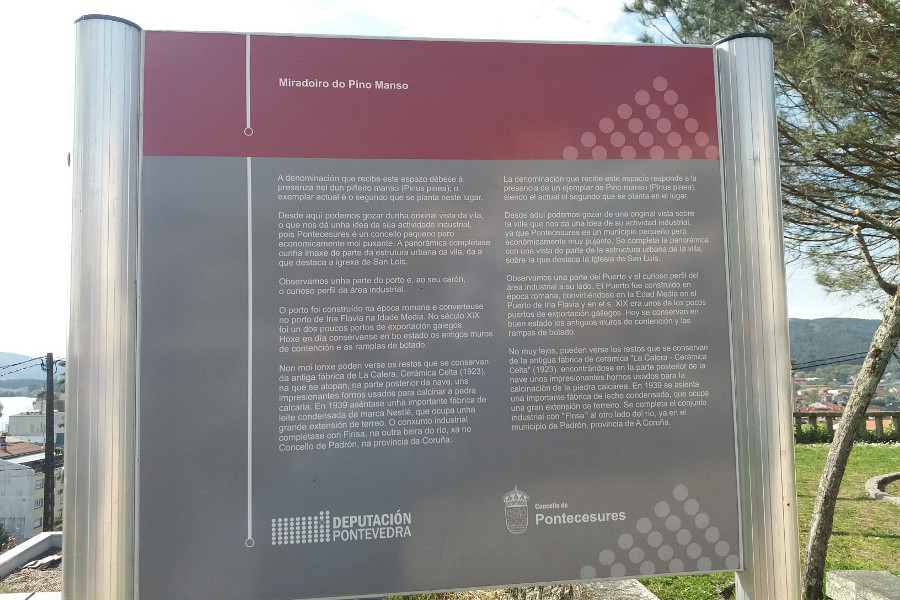 Miradoiro do Pino Manso
A denominación que recibe este espazo débese á
presenza nel dun piñeiro manso (Pinus pinea); o
exemplar actual é o segundo que se planta neste lugar.
Desde aquí podemos gozar dunha orixinal vista da vila,
o que nos da unha idea da súa actividade industrial,
pois Pontecesures é un concello pequeno pero
economicamente moi puxante. A panorámica complétase
cunha imaxe de parte da estrutura urbana da vila, da a
que destaca a igrexa de San Lois.
Observamos unha parte do porto e, ao seu carón,
o curioso perfil da área industrial.
O porto foi construído na época romana e converteuse
no porto de Iria Flavia na Idade Media. No século XIX
foi un dos poucos portos de exportación galegos.
Hoxe en día consérvanse en bo estado os antigos muros
de contención e as ramplas de botado.
Non moi lonxe poden verse os restos que se conservan
da antiga fábrica de La Calera, Cerámica Celta (1923),
na que se atopan, na parte posterior da nave, uns
impresionantes fornos usados para calcinar a pedra
calcaria. En 1939 aséntase unha importante fábrica de
leite condensada da marca Nestlé, que ocupa unha
grande extensión de terreo. O conxunto industrial
complétase con Finsa, na outra beira do río, xa no
Concello de Padrón, na provincia da Coruña.
La denominación que recibe este espacio responde a la
presencia de un ejemplar de Pino manso (Pinus pinea),
siendo el actual el segundo que se planta en el lugar.
Desde aquí podemos gozar de una original vista sobre
la villa que nos da una idea de su actividad industrial,
ya que Pontecesures es un municipio pequeño pero
económicamente muy pujante. Se completa la panorámica
con una vista de parte de la estructura urbana de la villa,
sobre la que destaca la iglesia de San Luis.
Observamos una parte del Puerto y el curioso perfil del
área industrial a su lado. El Puerto fue construido en
época romana, convirtiéndose en la Edad Media en el
Puerto de Iria Flavia y en el s. XIX era unos de los pocos
puertos de exportación gallegos. Hoy se conservan en
buen estado los antiguos muros de contención y las
rampas de botado.
No muy lejos, pueden verse los restos que se conservan
de la antigua fábrica de cerámica "La Calera - Cerámica
Celta" (1923), encontrándose en la parte posterior de la
nave unos impresionantes hornos usados para la
calcinación de la piedra calcárea. En 1939 se asienta
una importante fábrica de leche condensada, que ocupa
una gran extensión de terreno. Se completa el conjunto
industrial con "Finsa" al otro lado del río, ya en el
municipio de Padrón, provincia de A Coruña.
DEPUTACIÓN
PONTEVEDRA
Concello de
Pontecesures